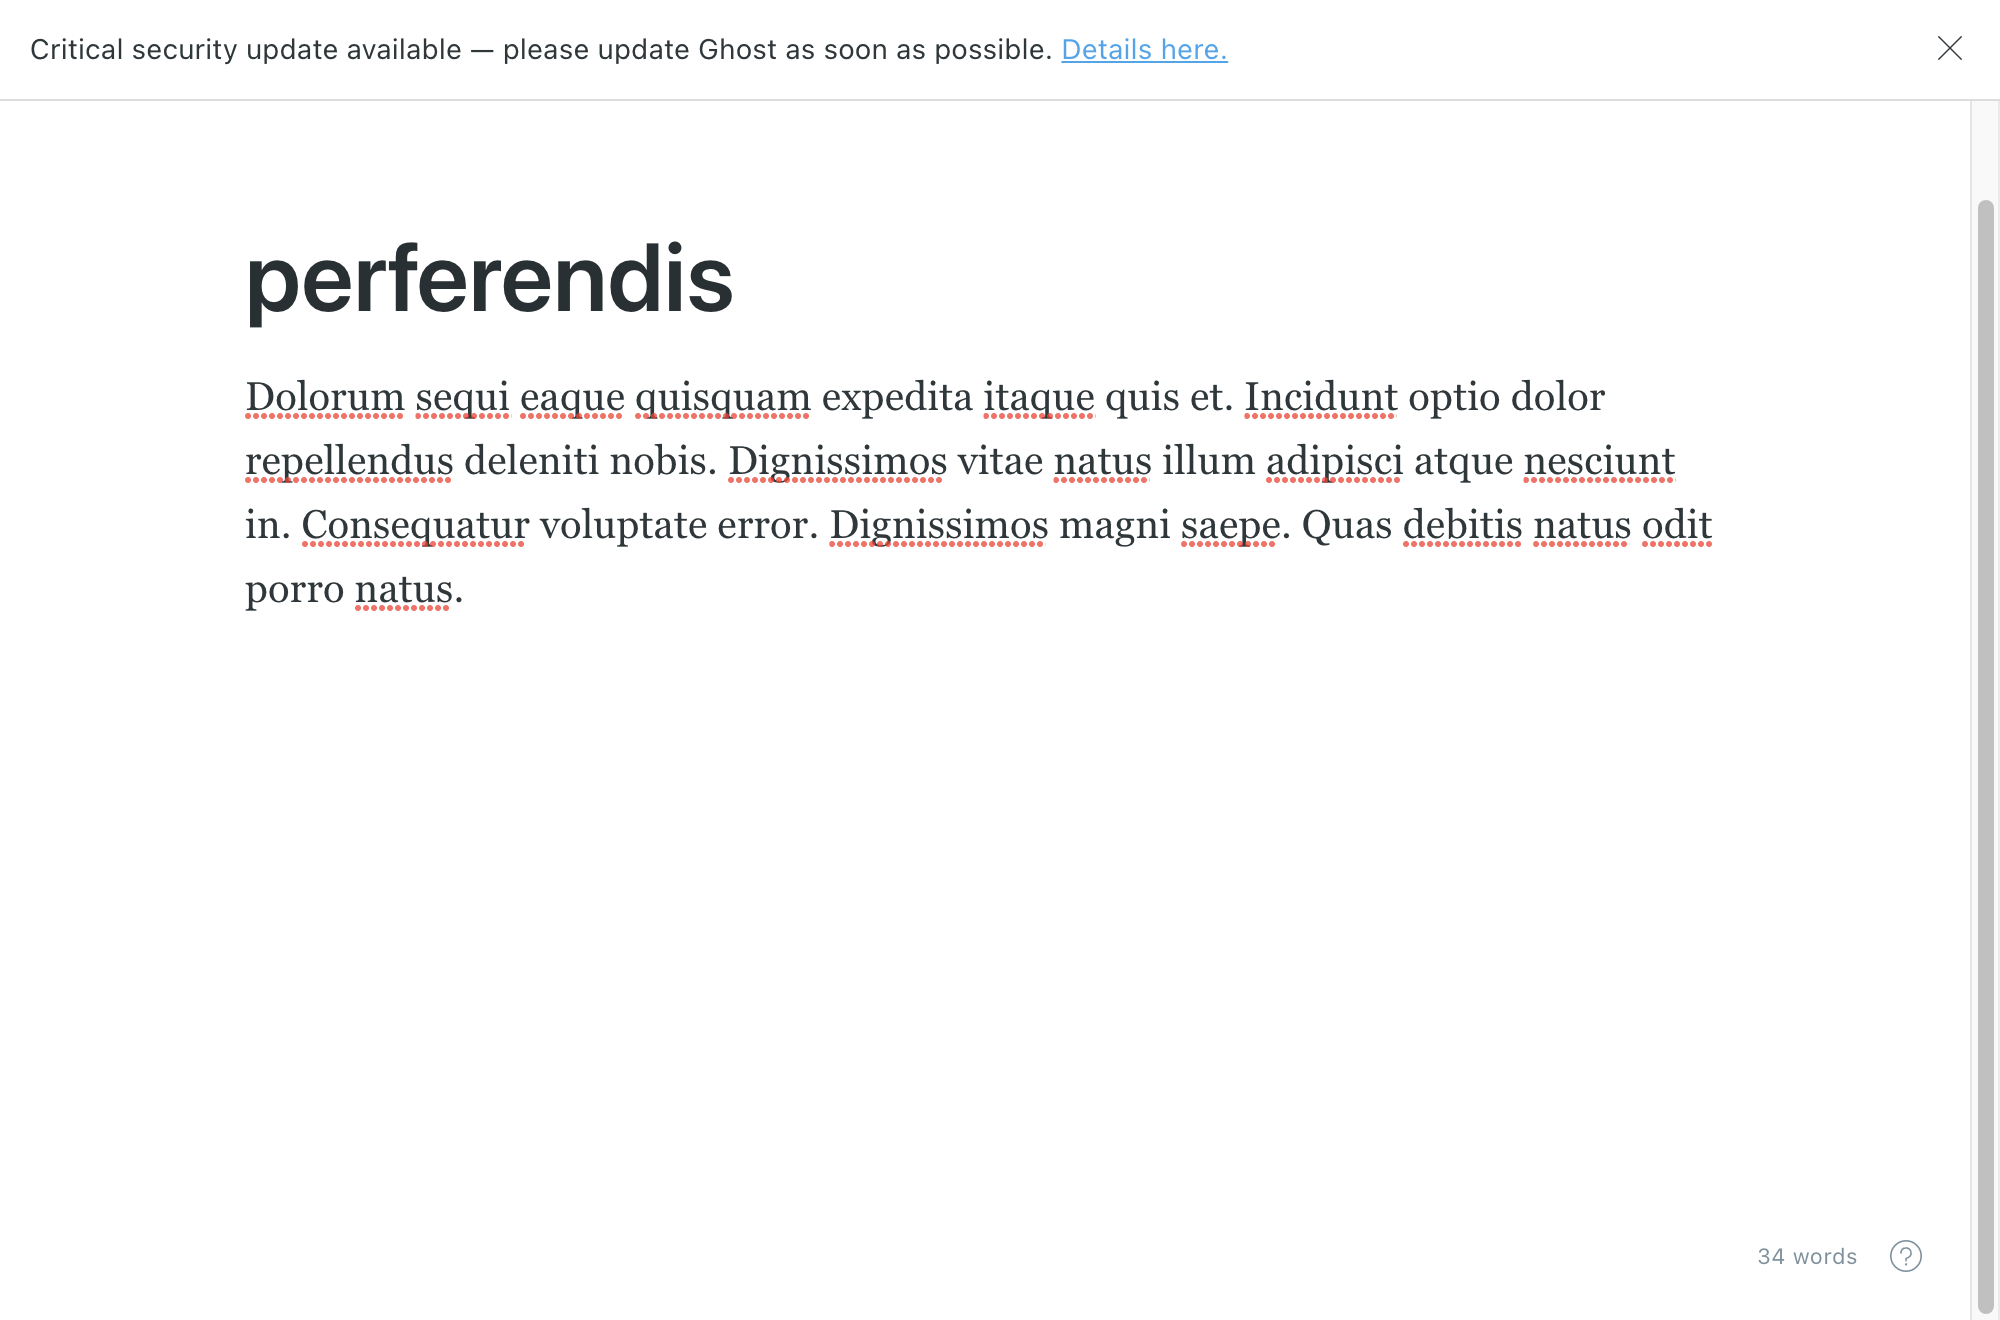 Critical security update available — please update Ghost as soon as possible. Details here.
perferendis
Dolorum sequi eaque quisquam expedita itaque quis et. Incidunt optio dolor
repellendus deleniti nobis. Dignissimos vitae natus illum adipisci atque nesciunt
in. Consequatur voluptate error. Dignissimos magni saepe. Quas debitis natus odit
porro natus.
34 words